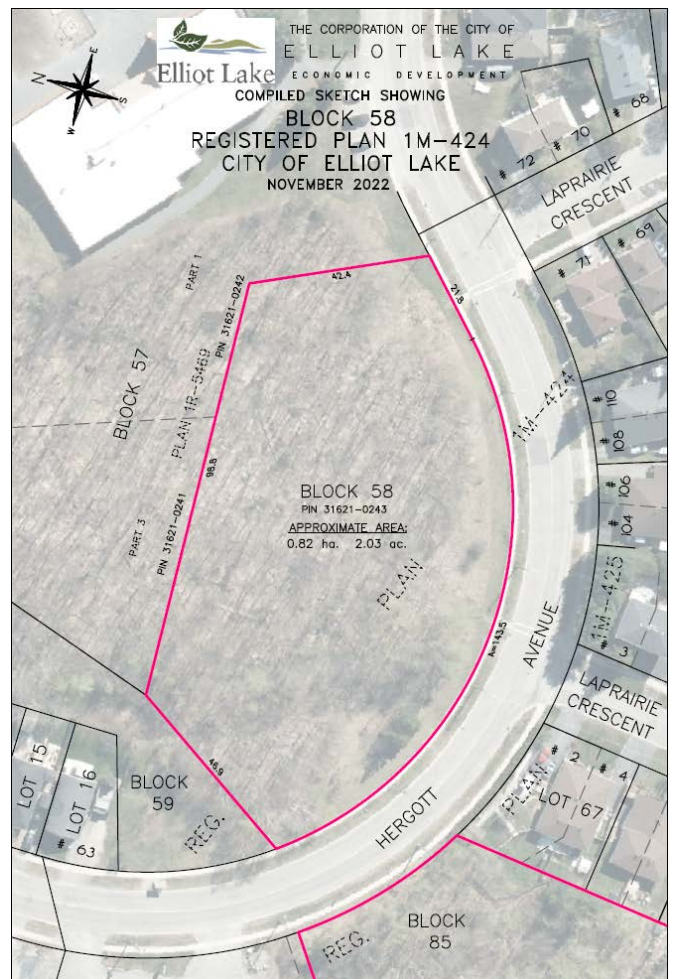 Elliot Lake
THE CORPORATION OF THE CITY OF
ELLIOT LAKE
ECONOMIC DEVELOPMENT
COMPILED SKETCH SHOWING
BLOCK 58
REGISTERED PLAN 1M-424
CITY OF ELLIOT LAKE
NOVEMBER 2022
N
E
S
W
# 68
# 70
# 72
LAPRAIRIE
CRESCENT
# 69
# 71
42.4
21.8
PART 1
PIN 31621-0242
BLOCK 57
PLAN 1R-5469
98.8
PART 3
PIN 31621-0241
1M-424
# 110
# 108
# 106
# 104
BLOCK 58
PIN 31621-0243
APPROXIMATE AREA:
0.82 ha. 2.03 ac.
PLAN
1M-425
# 3
A=143.5
AVENUE
LAPRAIRIE
CRESCENT
46.9
LOT 15
LOT 16
# 63
BLOCK
59
REG.
HERGOTT
# 2
# 4
PLAN
LOT 67
BLOCK
85
REG.